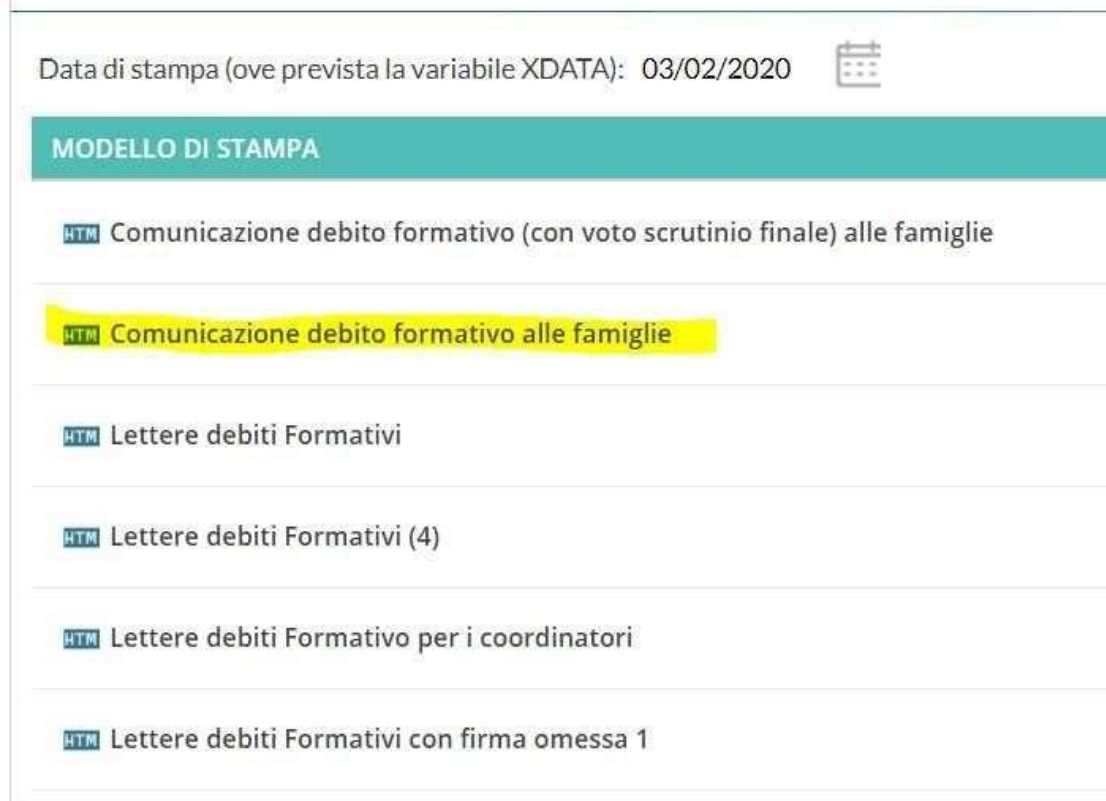 Data di stampa (ove prevista la variabile XDATA): 03/02/2020
MODELLO DI STAMPA
HTM Comunicazione debito formativo (con voto scrutinio finale) alle famiglie
HTM Comunicazione debito formativo alle famiglie
HTM Lettere debiti Formativi
HTM Lettere debiti Formativi (4)
HTM Lettere debiti Formativo per i coordinatori
HTM Lettere debiti Formativi con firma omessa 1